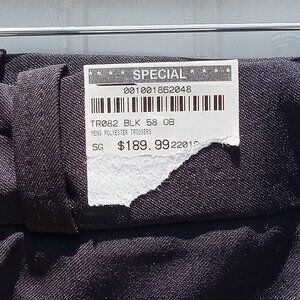 ★ ★ ★ ★ SPECIAL ★ ★ ★ ★
001001862048
TR082 BLK 58 OB
MENS POLYESTER TROUSERS
SG $189.99